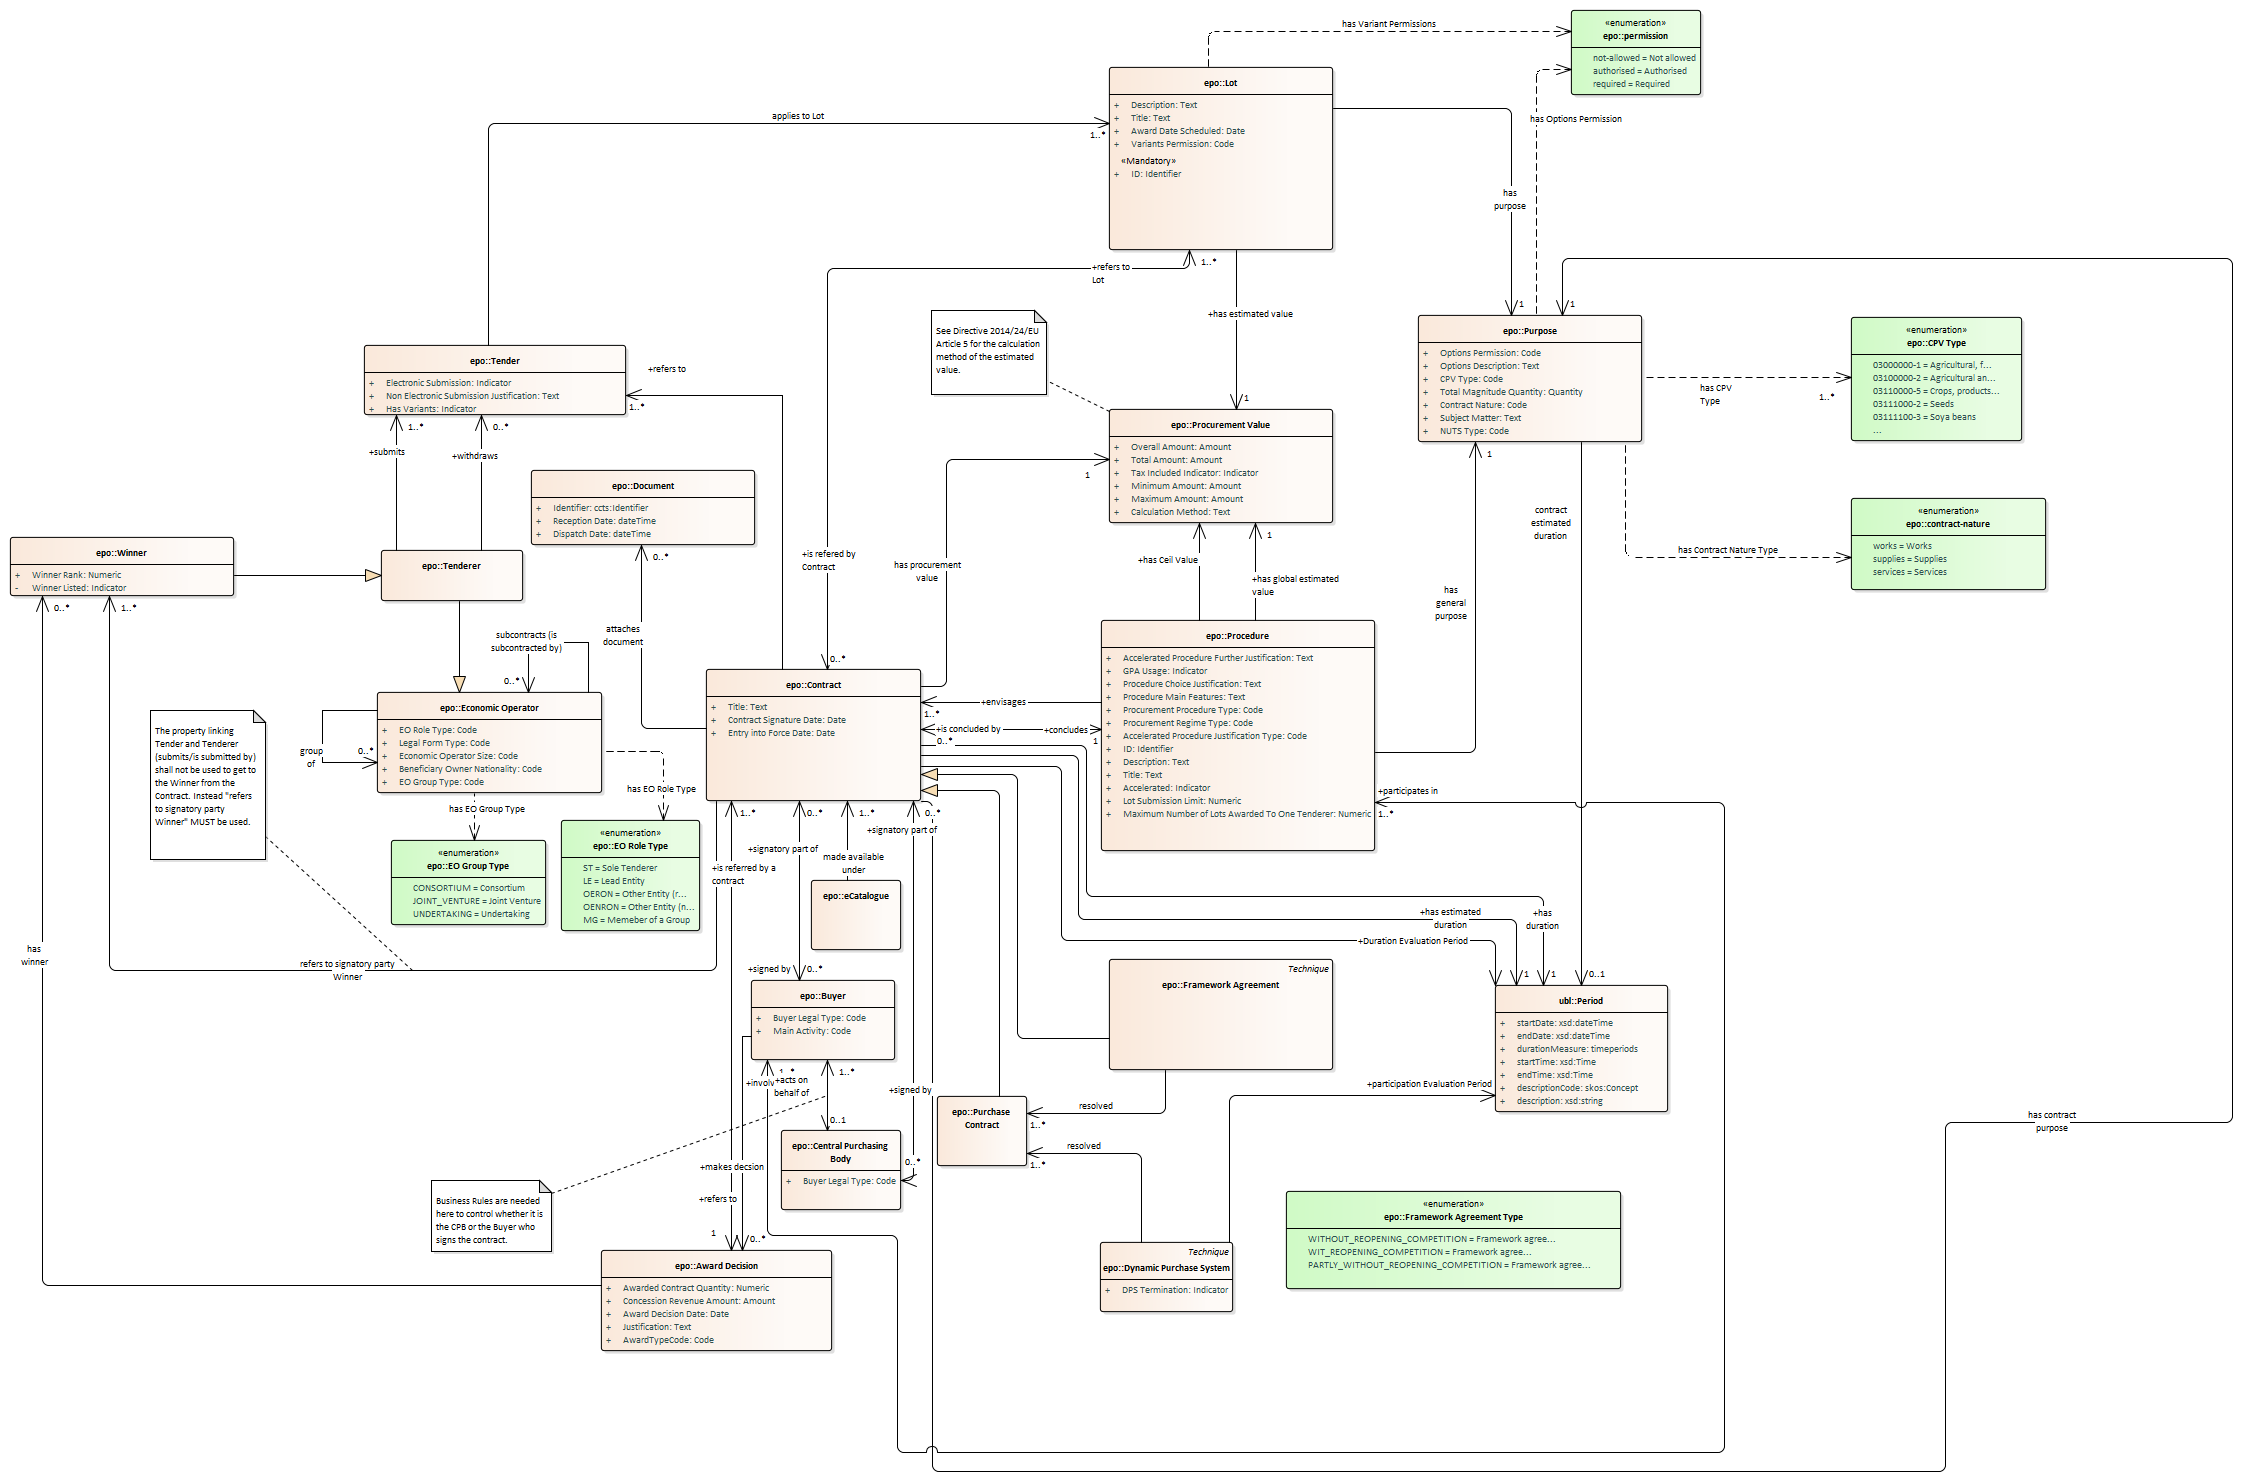 has Variant Permissions
«enumeration»
epo::permission
not-allowed = Not allowed
authorised = Authorised
required = Required
has Options Permission
epo::Lot
+ Description: Text
+ Title: Text
+ Award Date Scheduled: Date
+ Variants Permission: Code
«Mandatory»
+ ID: Identifier
applies to Lot
1..*
has
purpose
1
1
+refers to
Lot
1..*
+has estimated value
1
See Directive 2014/24/EU
Article 5 for the calculation
method of the estimated
value.
epo::Purpose
+ Options Permission: Code
+ Options Description: Text
+ CPV Type: Code
+ Total Magnitude Quantity: Quantity
+ Contract Nature: Code
+ Subject Matter: Text
+ NUTS Type: Code
has CPV
Type
1..*
«enumeration»
epo::CPV Type
03000000-1 = Agricultural, f...
03100000-2 = Agricultural an...
03110000-5 = Crops, products...
03111000-2 = Seeds
03111100-3 = Soya beans
...
epo::Tender
+ Electronic Submission: Indicator
+ Non Electronic Submission Justification: Text
+ Has Variants: Indicator
+refers to
1..*
1..*
0..*
+submits
+withdraws
epo::Procurement Value
+ Overall Amount: Amount
+ Total Amount: Amount
+ Tax Included Indicator: Indicator
+ Minimum Amount: Amount
+ Maximum Amount: Amount
+ Calculation Method: Text
1
1
contract
estimated
duration
has Contract Nature Type
«enumeration»
epo::contract-nature
works = Works
supplies = Supplies
services = Services
epo::Document
+ Identifier: ccts:Identifier
+ Reception Date: dateTime
+ Dispatch Date: dateTime
0..*
attaches
document
epo::Winner
+ Winner Rank: Numeric
- Winner Listed: Indicator
0..*
1..*
epo::Tenderer
+is refered by
Contract
0..*
has procurement
value
+has Ceil Value
1
+has global estimated
value
has
general
purpose
subcontracts (is
subcontracted by)
0..*
epo::Economic Operator
+ EO Role Type: Code
+ Legal Form Type: Code
+ Economic Operator Size: Code
+ Beneficiary Owner Nationality: Code
+ EO Group Type: Code
group
of
0..*
has EO Group Type
has EO Role Type
The property linking
Tender and Tenderer
(submits/is submitted by)
shall not be used to get to
the Winner from the
Contract. Instead "refers
to signatory party
Winner" MUST be used.
«enumeration»
epo::EO Group Type
CONSORTIUM = Consortium
JOINT_VENTURE = Joint Venture
UNDERTAKING = Undertaking
«enumeration»
epo::EO Role Type
ST = Sole Tenderer
LE = Lead Entity
OERON = Other Entity (r...
OENRON = Other Entity (n...
MG = Memeber of a Group
epo::Contract
+ Title: Text
+ Contract Signature Date: Date
+ Entry into Force Date: Date
+envisages
1..*
+is concluded by
0..*
+concludes
1
epo::Procedure
+ Accelerated Procedure Further Justification: Text
+ GPA Usage: Indicator
+ Procedure Choice Justification: Text
+ Procedure Main Features: Text
+ Procurement Procedure Type: Code
+ Procurement Regime Type: Code
+ Accelerated Procedure Justification Type: Code
+ ID: Identifier
+ Description: Text
+ Title: Text
+ Accelerated: Indicator
+ Lot Submission Limit: Numeric
+ Maximum Number of Lots Awarded To One Tenderer: Numeric
+participates in
1..*
1..*
0..*
1..*
0..*
+signatory part of
+signatory part of
made available
under
+is referred by a
contract
epo::eCatalogue
has
winner
refers to signatory party
Winner
+has estimated
duration
+has
duration
+Duration Evaluation Period
1
1
0..1
+signed by
0..*
epo::Buyer
+ Buyer Legal Type: Code
+ Main Activity: Code
Technique
epo::Framework Agreement
ubl::Period
+ startDate: xsd:dateTime
+ endDate: xsd:dateTime
+ durationMeasure: timeperiods
+ startTime: xsd:Time
+ endTime: xsd:Time
+ descriptionCode: skos:Concept
+ description: xsd:string
+participation Evaluation Period
+acts on
behalf of
1..*
0..1
+signed by
0..*
epo::Purchase
Contract
resolved
1..*
resolved
1..*
has contract
purpose
epo::Central Purchasing
Body
+ Buyer Legal Type: Code
+makes decsion
+refers to
1
0..*
Business Rules are needed
here to control whether it is
the CPB or the Buyer who
signs the contract.
«enumeration»
epo::Framework Agreement Type
WITHOUT_REOPENING_COMPETITION = Framework agree...
WIT_REOPENING_COMPETITION = Framework agree...
PARTLY_WITHOUT_REOPENING_COMPETITION = Framework agree...
Technique
epo::Dynamic Purchase System
+ DPS Termination: Indicator
epo::Award Decision
+ Awarded Contract Quantity: Numeric
+ Concession Revenue Amount: Amount
+ Award Decision Date: Date
+ Justification: Text
+ AwardTypeCode: Code